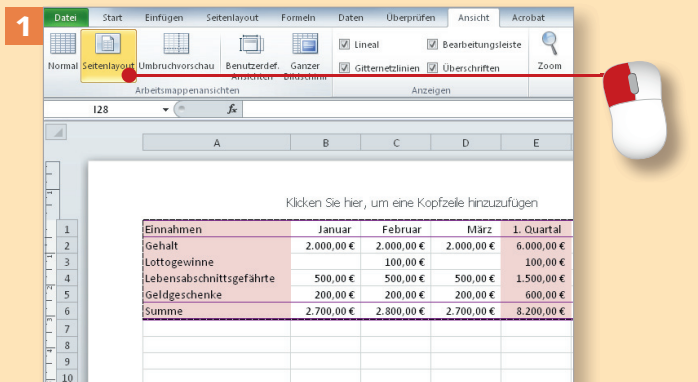 1
Datei Start Einfügen Seitenlayout Formeln Daten Überprüfen Ansicht Acrobat
Normal Seitenlayout Umbruchvorschau Benutzerdef. Ansichten Ganzer Bildschirm
Lineal Bearbeitungsleiste
Gitternetzlinien Überschriften
Zoom
Arbeitsmappenansichten Anzeigen
I28 fx
A B C D E
Klicken Sie hier, um eine Kopfzeile hinzuzufügen
1 Einnahmen Januar Februar März 1. Quartal
2 Gehalt 2.000,00 € 2.000,00 € 2.000,00 € 6.000,00 €
3 Lottogewinne 100,00 € 100,00 €
4 Lebensabschnittsgefährte 500,00 € 500,00 € 500,00 € 1.500,00 €
5 Geldgeschenke 200,00 € 200,00 € 200,00 € 600,00 €
6 Summe 2.700,00 € 2.800,00 € 2.700,00 € 8.200,00 €
7
8
9
10